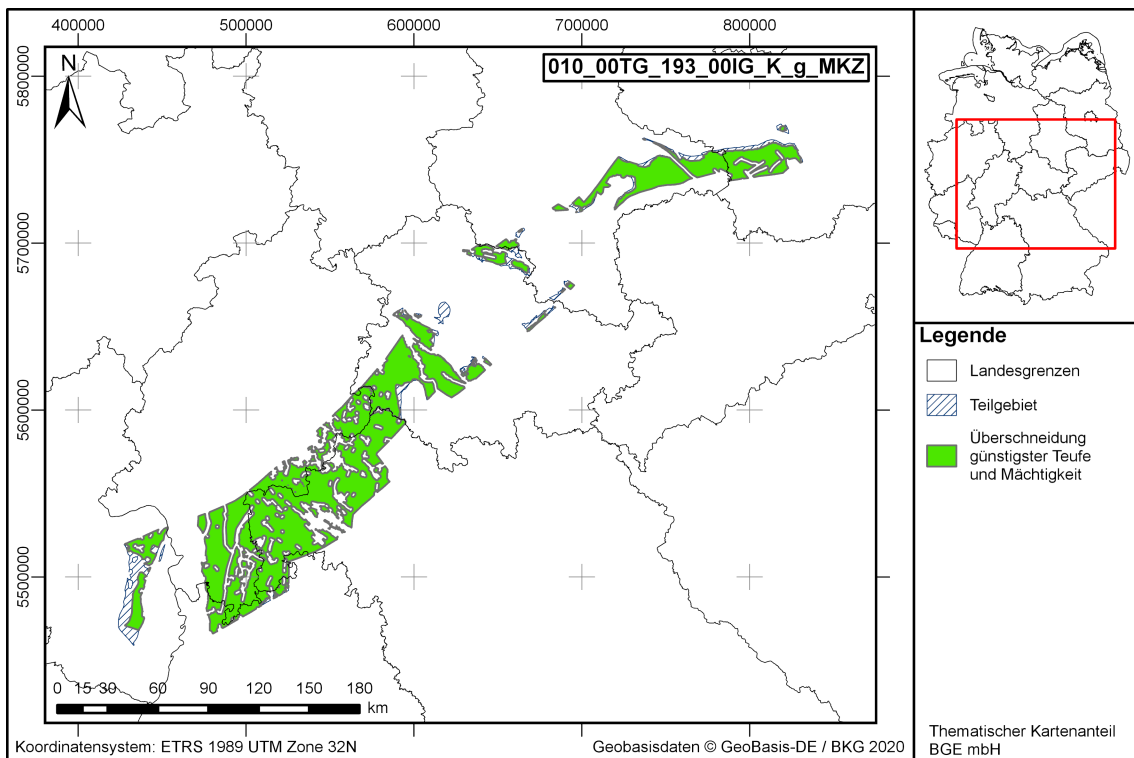 400000
500000
600000
700000
800000
N
010_00TG_193_00IG_K_g_MKZ
5800000
5700000
5600000
5500000
0 15 30 60 90 120 150 180
km
Koordinatensystem: ETRS 1989 UTM Zone 32N
Geobasisdaten © GeoBasis-DE / BKG 2020
Legende
Landesgrenzen
Teilgebiet
Überschneidung
günstigster Teufe
und Mächtigkeit
Thematischer Kartenanteil
BGE mbH